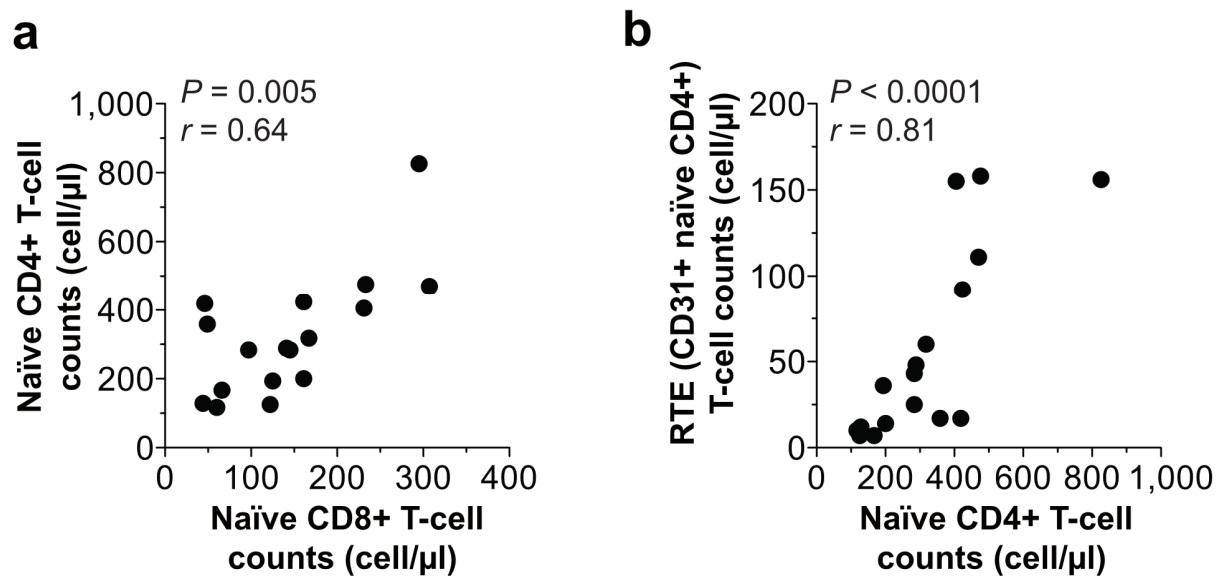 a
P = 0.005
r = 0.64
Naïve CD4+ T-cell
counts (cell/µl)
1,000
800
600
400
200
0
0 100 200 300 400
Naïve CD8+ T-cell
counts (cell/µl)
b
P < 0.0001
r = 0.81
RTE (CD31+ naïve CD4+)
T-cell counts (cell/µl)
200
150
100
50
0
0 200 400 600 800 1,000
Naïve CD4+ T-cell
counts (cell/µl)